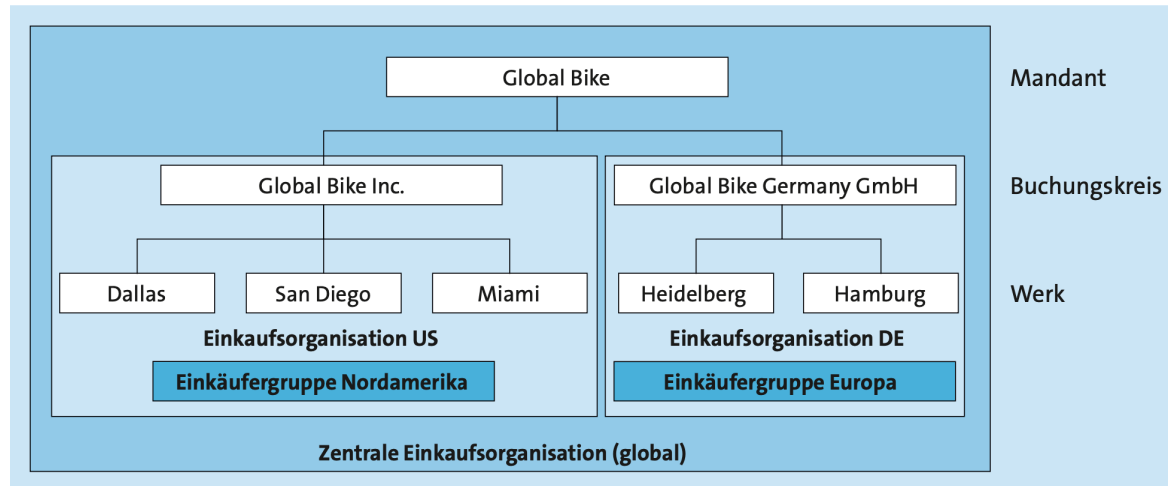 Global Bike
Mandant
Global Bike Inc.
Global Bike Germany GmbH
Buchungskreis
Dallas
San Diego
Miami
Heidelberg
Hamburg
Werk
Einkaufsorganisation US
Einkaufsorganisation DE
Einkäufergruppe Nordamerika
Einkäufergruppe Europa
Zentrale Einkaufsorganisation (global)